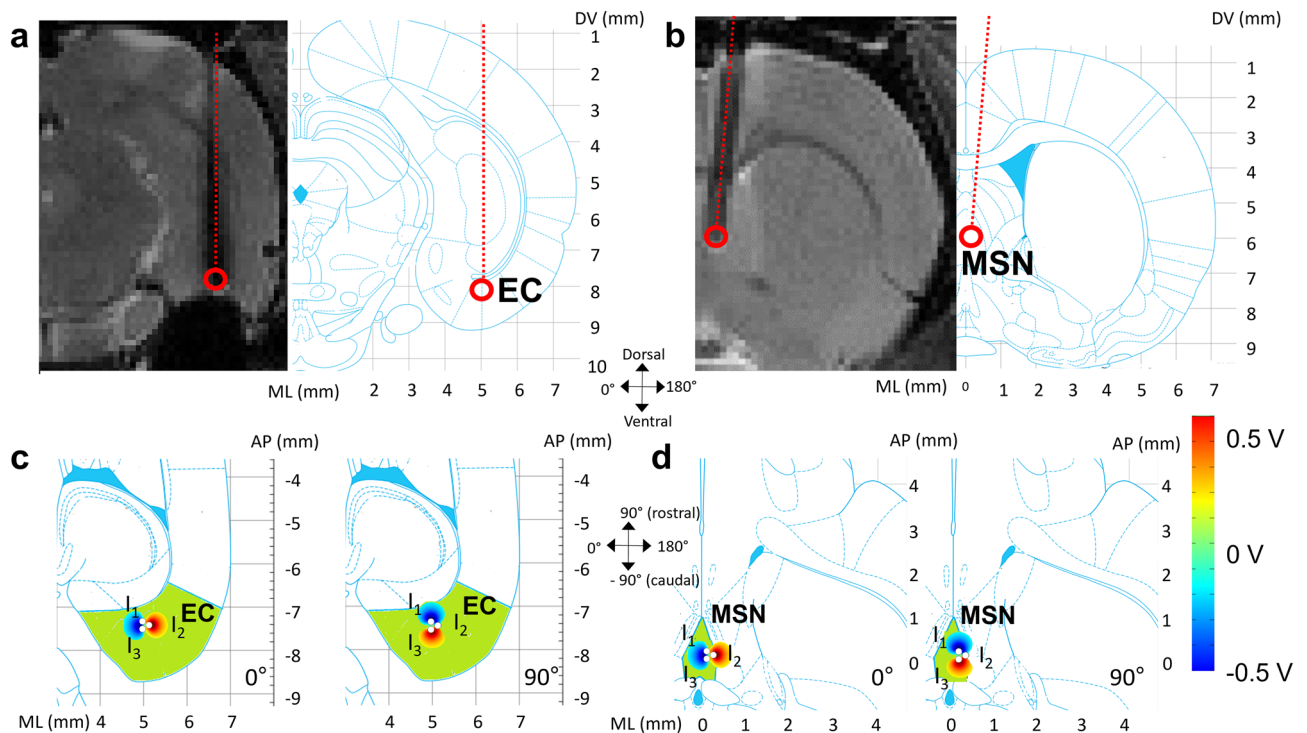 a
DV (mm)
1
2
3
4
5
6
7
8
9
10
EC
ML (mm) 2 3 4 5 6 7
b
DV (mm)
1
2
3
4
5
6
7
8
9
MSN
ML (mm) 0 1 2 3 4 5 6 7
Dorsal
0° 180°
Ventral
c
AP (mm)
-4
-5
-6
-7
-8
-9
EC
I1
I2
I3
0°
ML (mm) 4 5 6 7
AP (mm)
-4
-5
-6
-7
-8
-9
EC
I1
I2
I3
90°
4 5 6 7
d
90° (rostral)
0° 180°
- 90° (caudal)
AP (mm)
4
3
2
1
0
MSN
I1
I2
I3
0°
ML (mm) 0 1 2 3 4
AP (mm)
4
3
2
1
0
MSN
I1
I2
I3
90°
0 1 2 3 4
0.5 V
0 V
-0.5 V